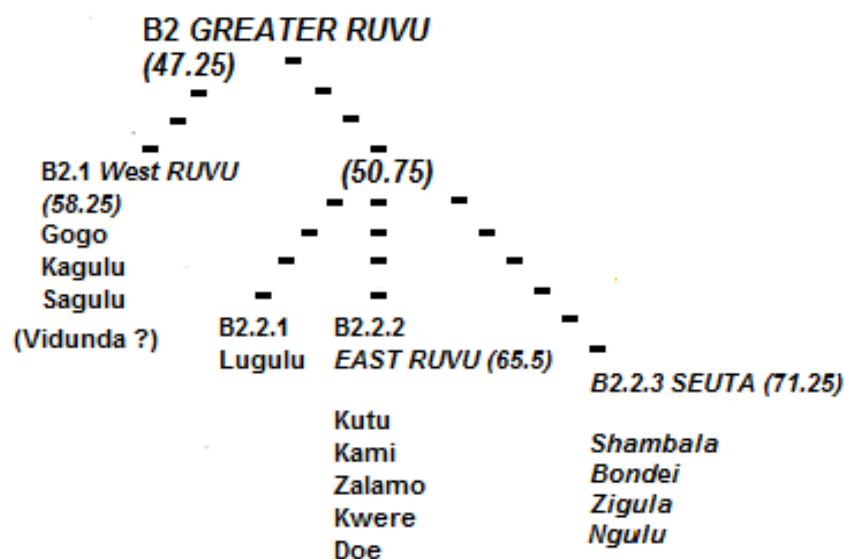 B2 GREATER RUVU
(47.25)
B2.1 West RUVU
(58.25)
Gogo
Kagulu
Sagulu
(Vidunda ?)
(50.75)
B2.2.1
Lugulu
B2.2.2
EAST RUVU (65.5)
Kutu
Kami
Zalamo
Kwere
Doe
B2.2.3 SEUTA (71.25)
Shambala
Bondei
Zigula
Ngulu